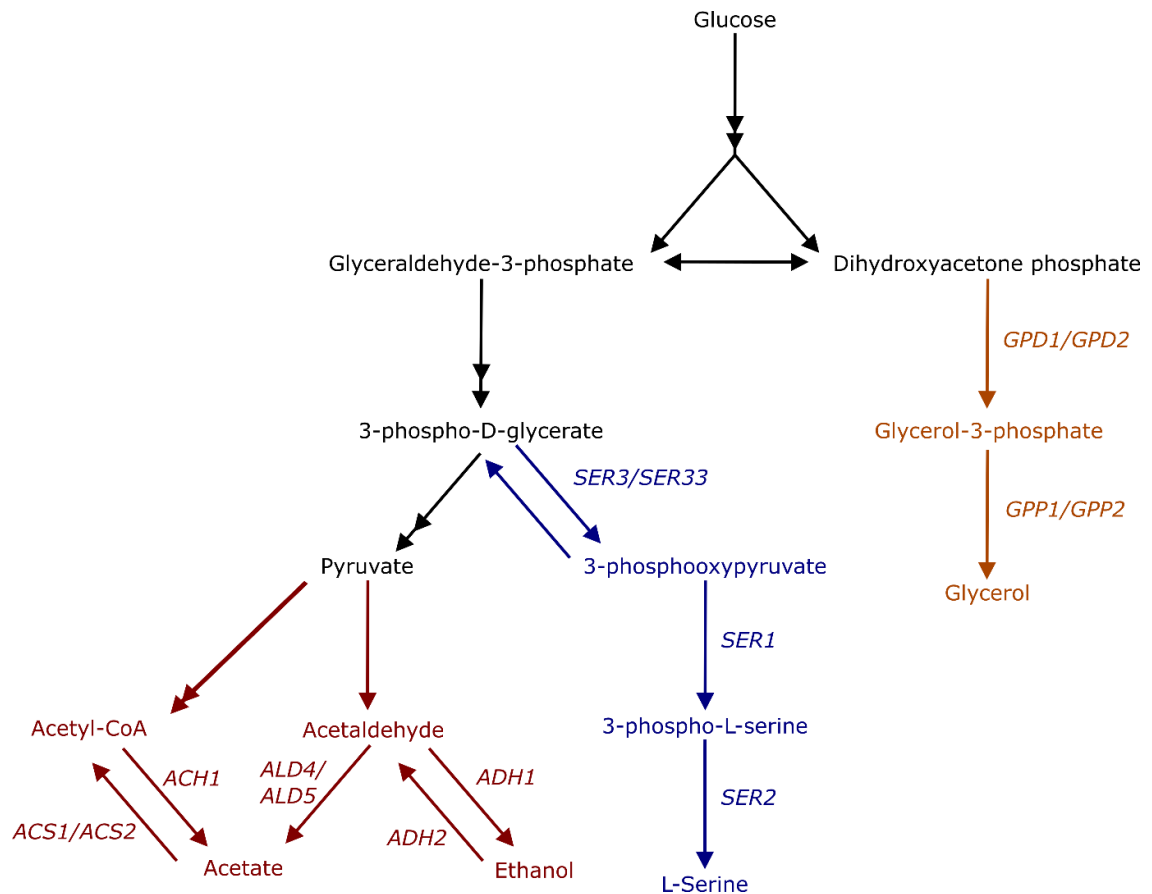 Glucose
Glyceraldehyde-3-phosphate
Dihydroxyacetone phosphate
GPD1/GPD2
3-phospho-D-glycerate
Glycerol-3-phosphate
SER3/SER33
GPP1/GPP2
Pyruvate
3-phosphooxypyruvate
Glycerol
SER1
Acetyl-CoA
Acetaldehyde
3-phospho-L-serine
ACH1
ALD4/
ALD5
ADH1
ACS1/ACS2
ADH2
SER2
Acetate
Ethanol
L-Serine